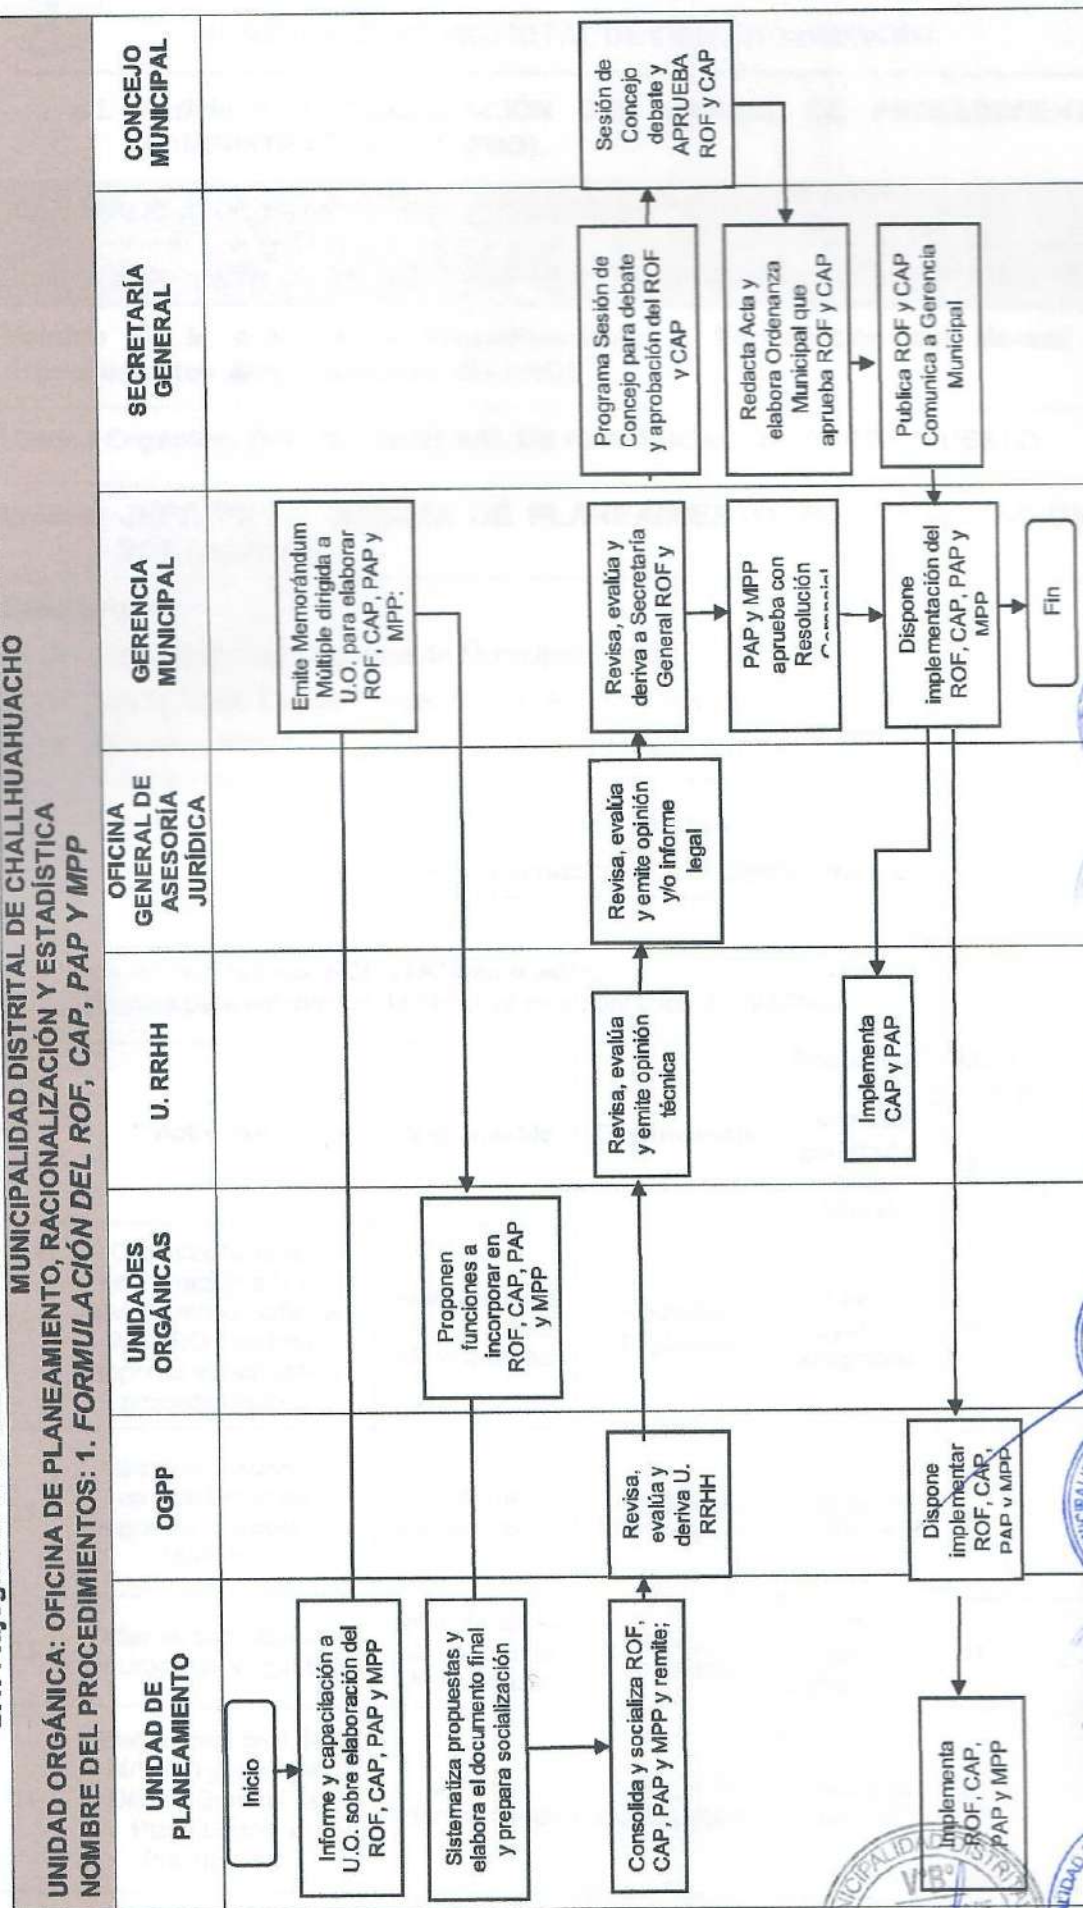 MUNICIPALIDAD DISTRITAL DE CHALLHUAHUACHO
UNIDAD ORGÁNICA: OFICINA DE PLANEAMIENTO, RACIONALIZACIÓN Y ESTADÍSTICA
NOMBRE DEL PROCEDIMIENTOS: 1. FORMULACIÓN DEL ROF, CAP, PAP Y MPP
UNIDAD DE
PLANEAMIENTO
OGPP
UNIDADES
ORGÁNICAS
U. RRHH
OFICINA
GENERAL DE
ASESORÍA
JURÍDICA
GERENCIA
MUNICIPAL
SECRETARÍA
GENERAL
CONCEJO
MUNICIPAL
Inicio
Informe y capacitación a
U.O. sobre elaboración del
ROF, CAP, PAP y MPP
Emite Memorándum
Múltiple dirigida a
U.O. para elaborar
ROF, CAP, PAP y
MPP:
Sistematiza propuestas y
elabora el documento final
y prepara socialización
Proponen
funciones a
incorporar en
ROF, CAP, PAP
y MPP
Consolida y socializa ROF,
CAP, PAP y MPP y remite;
Revisa,
evalúa y
deriva U.
RRHH
Revisa, evalúa
y emite opinión
técnica
Revisa, evalúa
y emite opinión
y/o informe
legal
Revisa, evalúa y
deriva a Secretaría
General ROF y
Programa Sesión de
Concejo para debate
y aprobación del ROF
y CAP
Sesión de
Concejo
debate y
APRUEBA
ROF y CAP
PAP y MPP
aprueba con
Resolución
Redacta Acta y
elabora Ordenanza
Municipal que
aprueba ROF y CAP
Publica ROF y CAP
Comunica a Gerencia
Municipal
Dispone
implementación del
ROF, CAP, PAP y
MPP
Implementa
CAP y PAP
Dispone
implementar
ROF, CAP,
PAP y MPP
Implementa
ROF, CAP,
PAP y MPP
Fin
V°B°